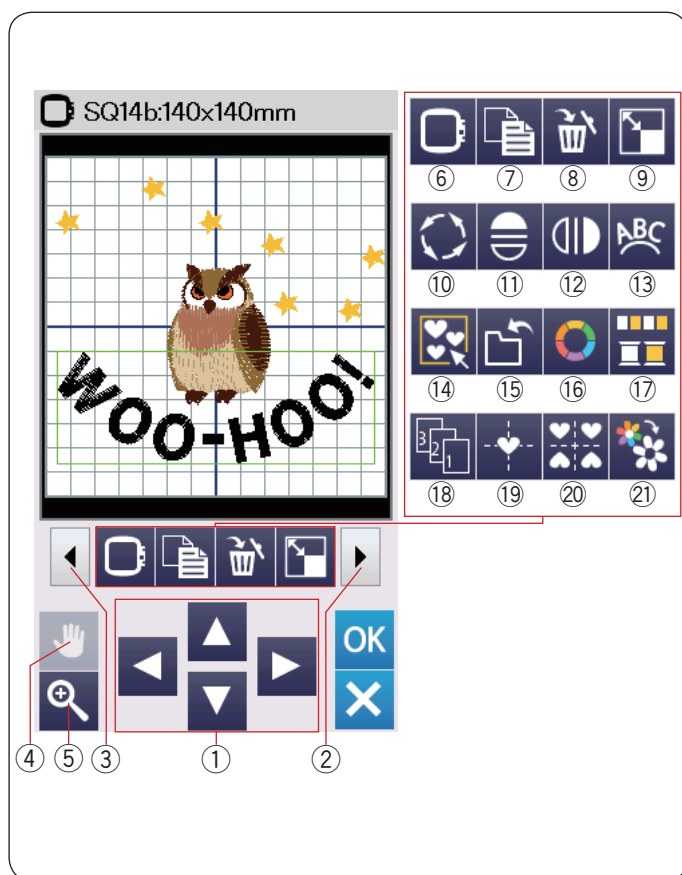 SQ14b:140x140mm
⑥ ⑦ ⑧ ⑨
ABC
⑩ ⑪ ⑫ ⑬
WOO-HOO!
⑭ ⑮ ⑯ ⑰
3 2 1
⑱ ⑲ ⑳ ㉑
OK
④ ⑤ ③ ① ②